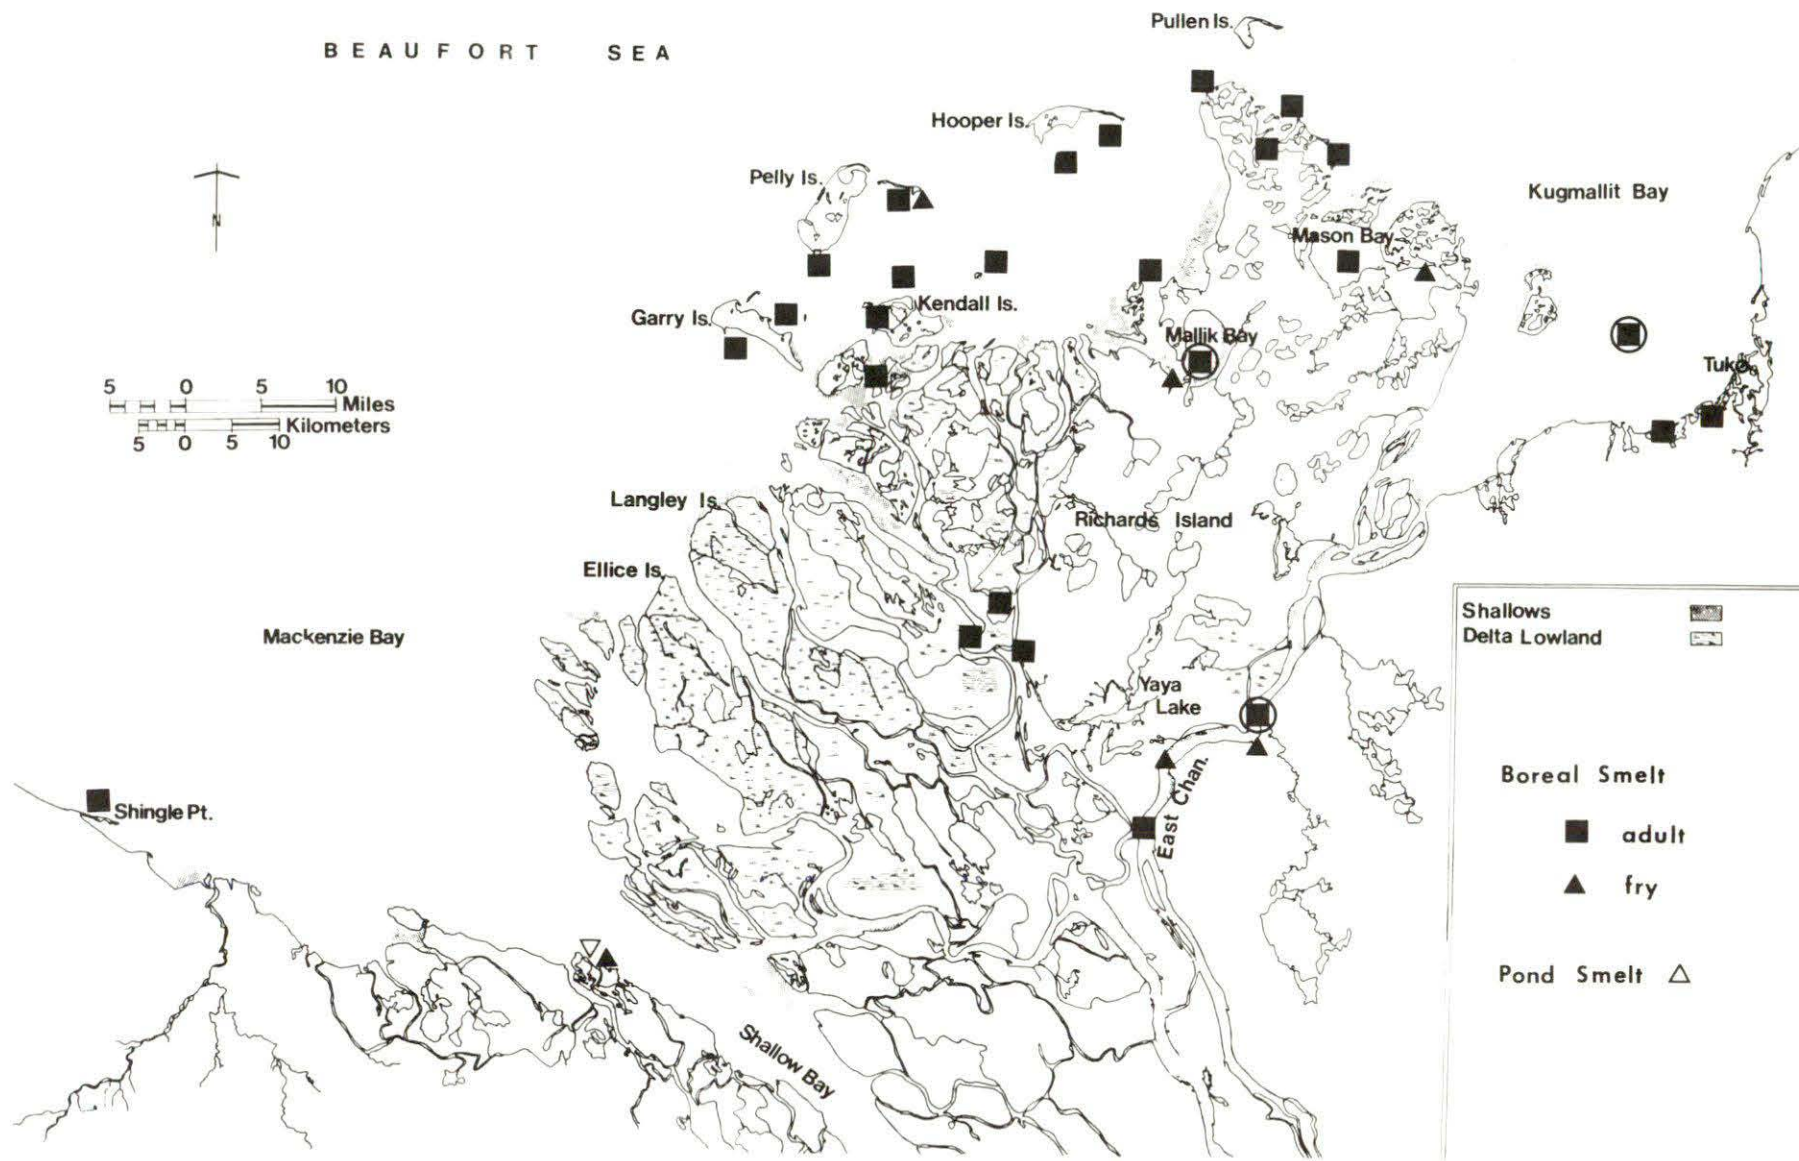 Pullen Is.
BEAUFORT SEA
Hooper Is.
Pelly Is.
Kugmallit Bay
N
Mason Bay
Kendall Is.
Garry Is.
Mallik Bay
Tuk
5 0 5 10 Miles
Kilometers
5 0 5 10
Langley Is.
Richards Island
Ellice Is.
Shallows
Delta Lowland
Mackenzie Bay
Yaya
Lake
East Chan.
Shingle Pt.
Boreal Smelt
adult
fry
Pond Smelt
Shallow Bay